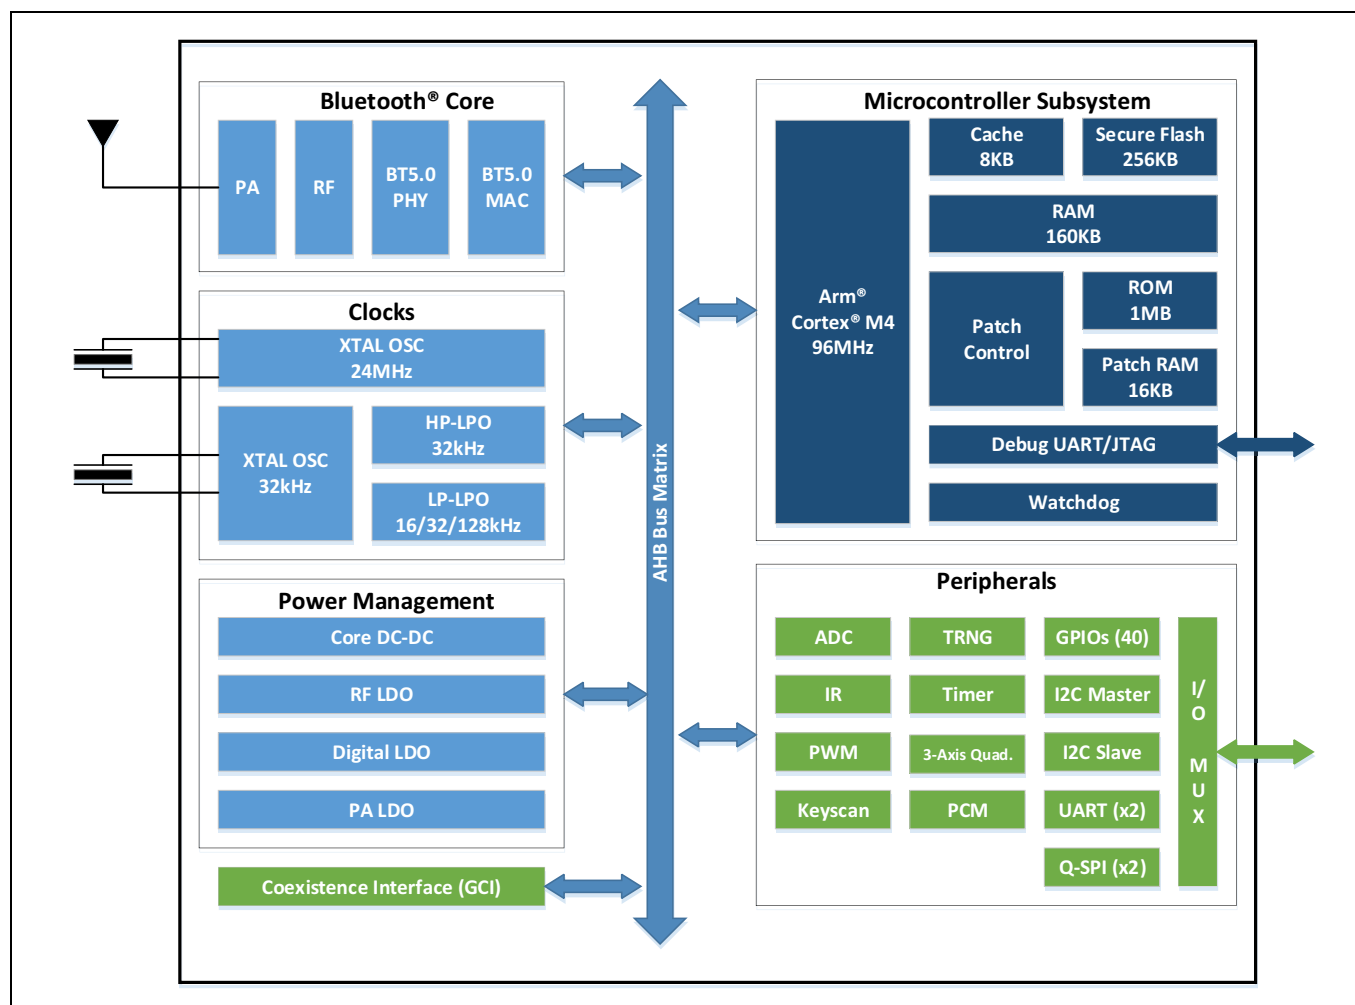 Bluetooth® Core
PA
RF
BT5.0
PHY
BT5.0
MAC
Clocks
XTAL OSC
24MHz
XTAL OSC
32kHz
HP-LPO
32kHz
LP-LPO
16/32/128kHz
Power Management
Core DC-DC
RF LDO
Digital LDO
PA LDO
Coexistence Interface (GCI)
AHB Bus Matrix
Microcontroller Subsystem
Arm®
Cortex® M4
96MHz
Cache
8KB
Secure Flash
256KB
RAM
160KB
Patch
Control
ROM
1MB
Patch RAM
16KB
Debug UART/JTAG
Watchdog
Peripherals
ADC
TRNG
GPIOs (40)
IR
Timer
I2C Master
PWM
3-Axis Quad.
I2C Slave
Keyscan
PCM
UART (x2)
Q-SPI (x2)
I/
O
M
U
X